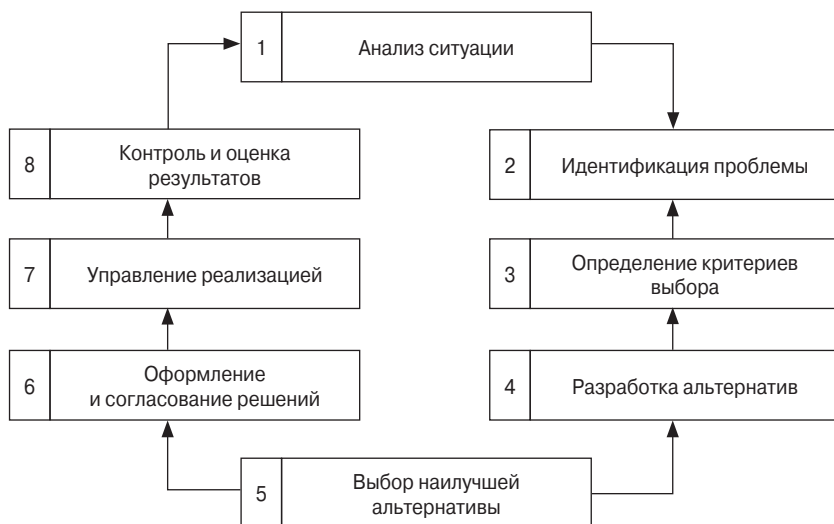 1 Анализ ситуации
2 Идентификация проблемы
3 Определение критериев
выбора
4 Разработка альтернатив
5 Выбор наилучшей
альтернативы
6 Оформление
и согласование решений
7 Управление реализацией
8 Контроль и оценка
результатов